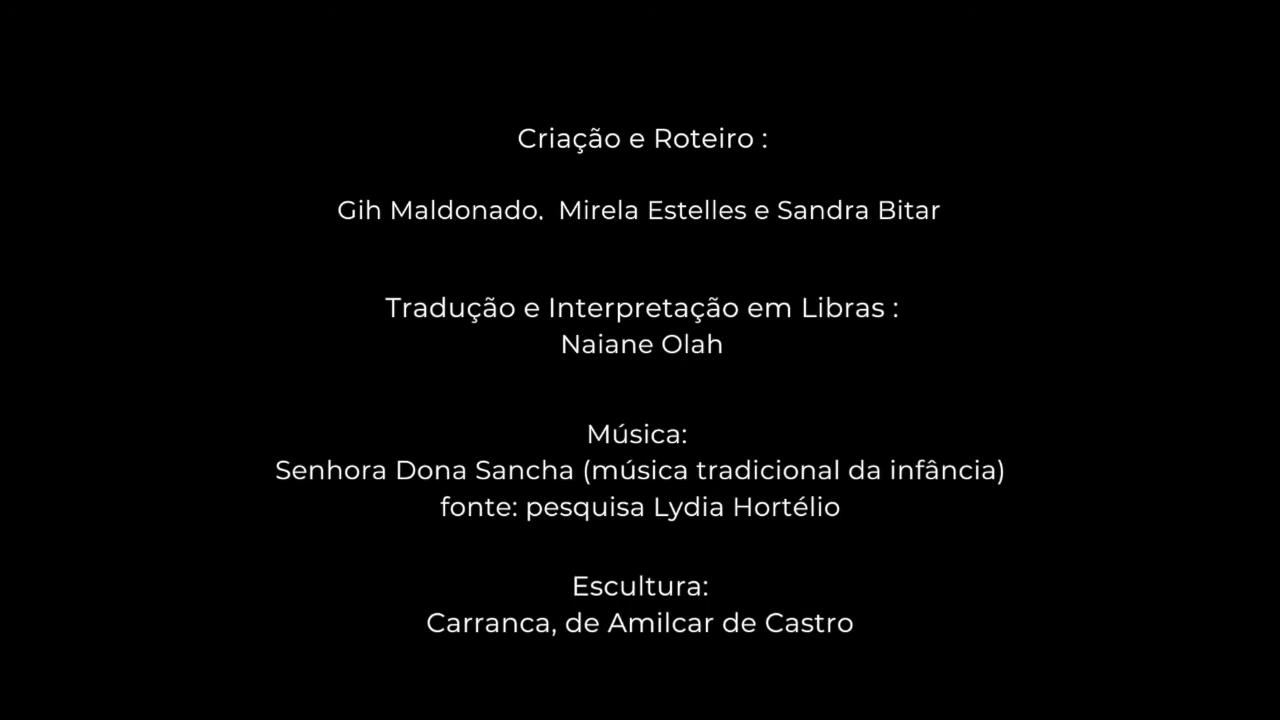 Criação e Roteiro :
Gih Maldonado.  Mirela Estelles e Sandra Bitar
Tradução e Interpretação em Libras :
Naiane Olah
Música:
Senhora Dona Sancha (música tradicional da infância)
fonte: pesquisa Lydia Hortélio
Escultura:
Carranca, de Amilcar de Castro